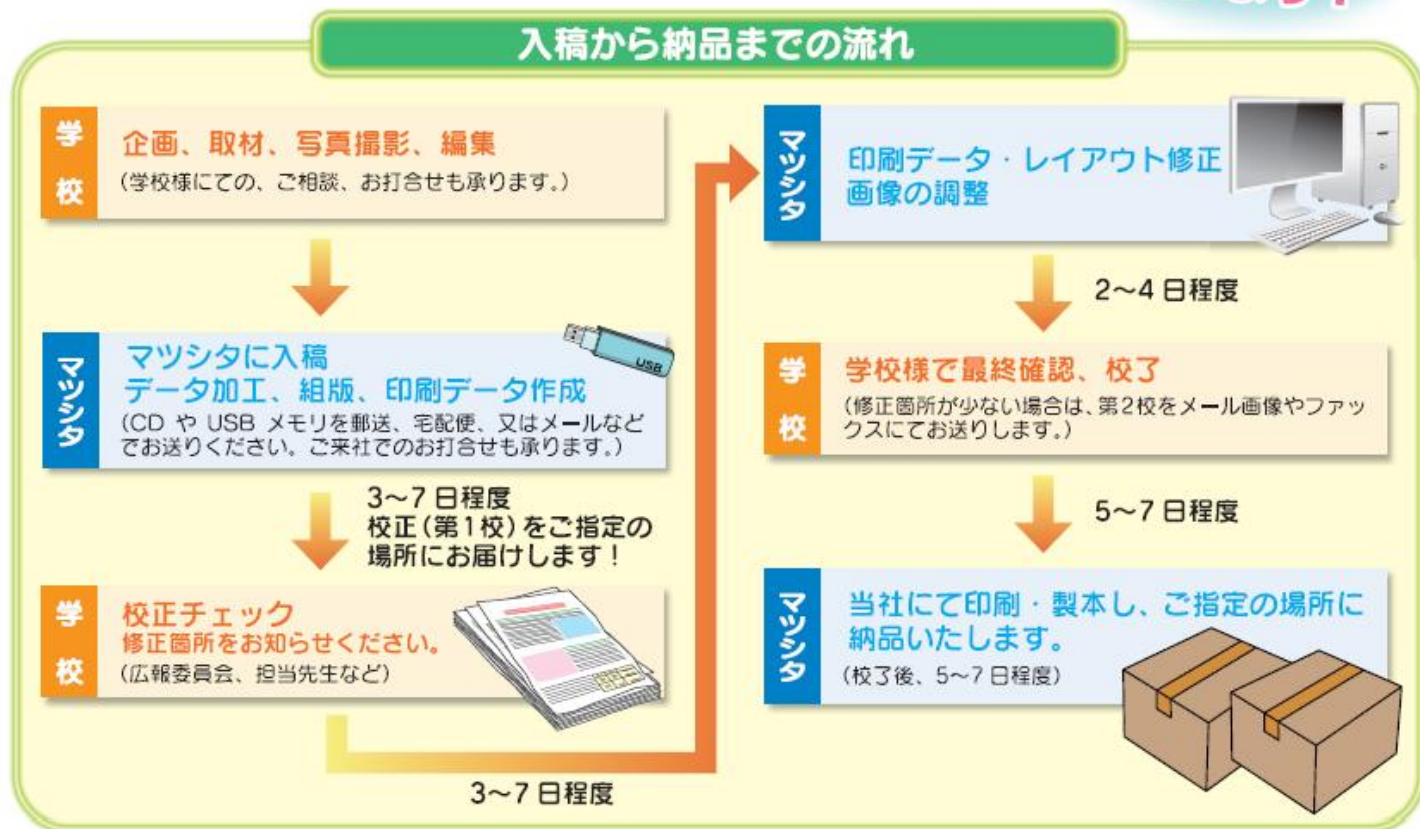 入稿から納品までの流れ
学校
企画、取材、写真撮影、編集
(学校様にての、ご相談、お打合せも承ります。)
マツシタ
マツシタに入稿
データ加工、組版、印刷データ作成
(CD や USB メモリを郵送、宅配便、又はメールなど
でお送りください。ご来社でのお打合せも承ります。)
USB
3〜7日程度
校正(第1校)をご指定の
場所にお届けします!
学校
校正チェック
修正箇所をお知らせください。
(広報委員会、担当先生など)
3〜7日程度
マツシタ
印刷データ・レイアウト修正
画像の調整
2〜4日程度
学校
学校様で最終確認、校了
(修正箇所が少ない場合は、第2校をメール画像やファッ
クスにてお送りします。)
5〜7日程度
マツシタ
当社にて印刷・製本し、ご指定の場所に
納品いたします。
(校了後、5〜7日程度)